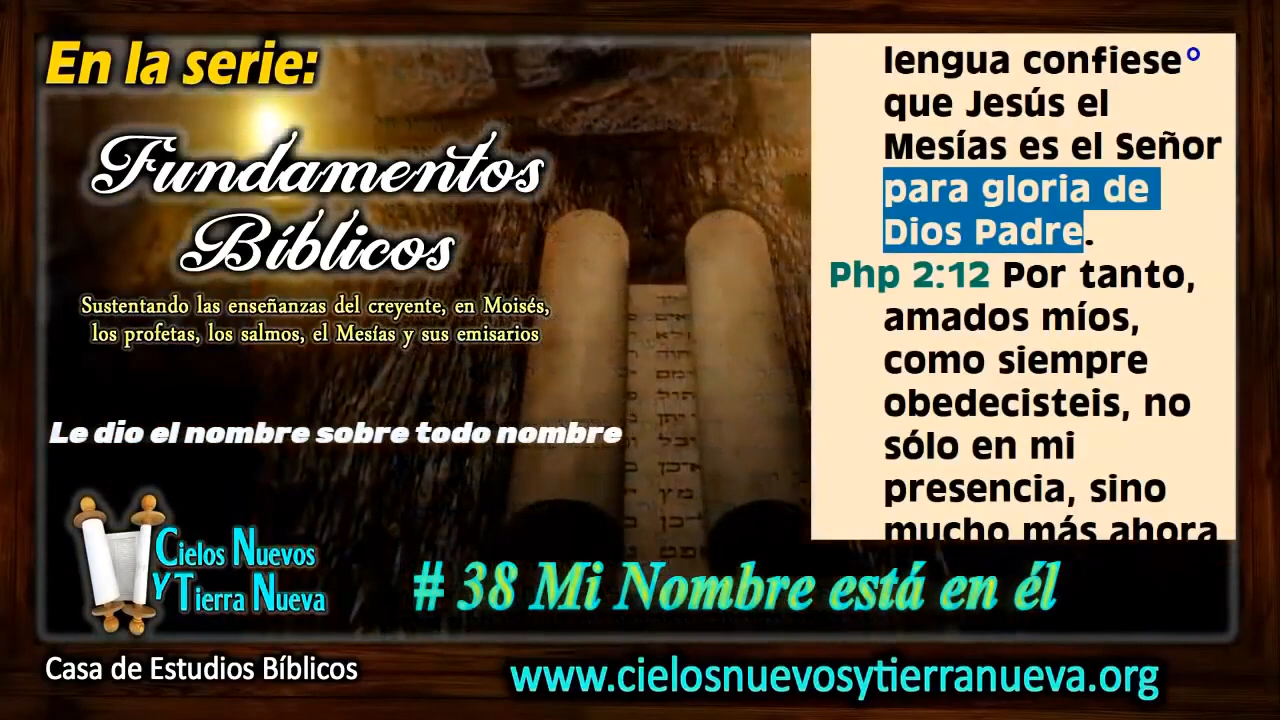 En la serie:
Fundamentos
Bíblicos
Sustentando las enseñanzas del creyente, en Moisés,
los profetas, los salmos, el Mesías y sus emisarios
Le dio el nombre sobre todo nombre
Cielos Nuevos
Y Tierra Nueva
# 38 Mi Nombre está en él
Casa de Estudios Bíblicos
www.cielosnuevosytierranueva.org
lengua confiese°
que Jesús el
Mesías es el Señor
para gloria de
Dios Padre.
Php 2:12 Por tanto,
amados míos,
como siempre
obedecisteis, no
sólo en mi
presencia, sino
mucho más ahora